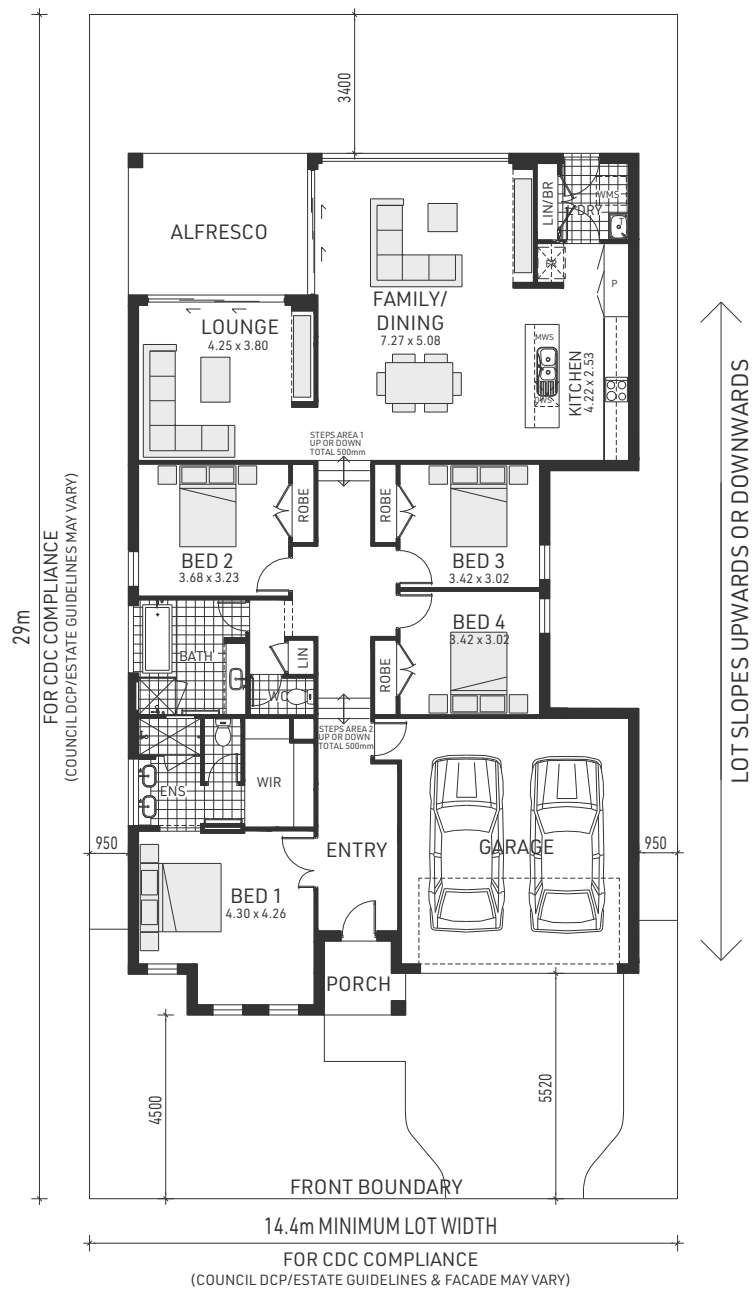 3400
ALFRESCO
LIN/BR
WMS
L'DRY
T
P
FAMILY/
DINING
7.27 x 5.08
LOUNGE
4.25 x 3.80
MWS
DWS
KITCHEN
4.22 x 2.53
STEPS AREA 1
UP OR DOWN
TOTAL 500mm
ROBE
ROBE
BED 2
3.68 x 3.23
BED 3
3.42 x 3.02
BED 4
3.42 x 3.02
BATH
LIN
ROBE
WC
STEPS AREA 2
UP OR DOWN
TOTAL 500mm
ENS
WIR
ENTRY
GARAGE
950
950
BED 1
4.30 x 4.26
PORCH
4500
5520
29m
FOR CDC COMPLIANCE
(COUNCIL DCP/ESTATE GUIDELINES MAY VARY)
LOT SLOPES UPWARDS OR DOWNWARDS
FRONT BOUNDARY
14.4m MINIMUM LOT WIDTH
FOR CDC COMPLIANCE
(COUNCIL DCP/ESTATE GUIDELINES & FACADE MAY VARY)